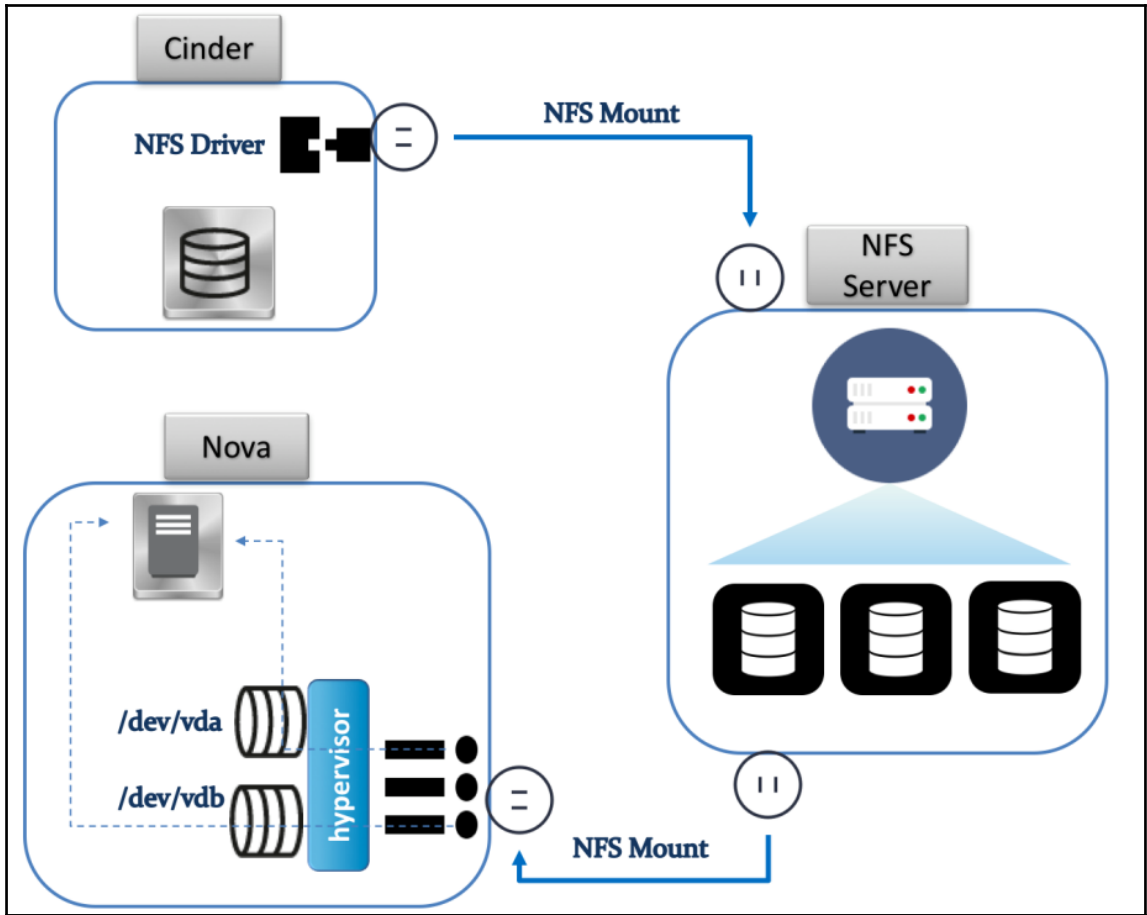 Cinder
NFS Driver
NFS Mount
NFS
Server
Nova
/dev/vda
/dev/vdb
hypervisor
NFS Mount